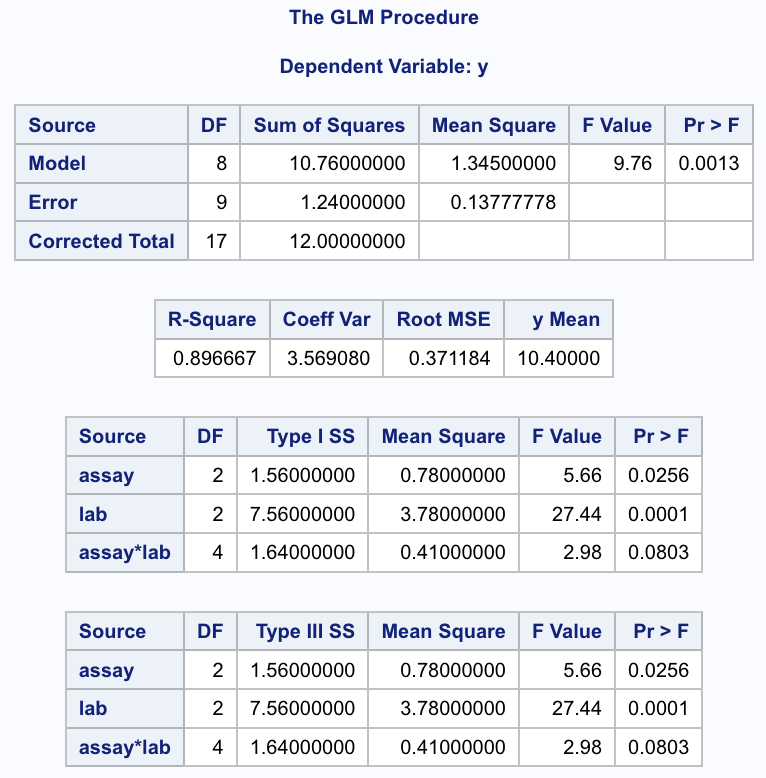 The GLM Procedure
Dependent Variable: y
Source DF Sum of Squares Mean Square F Value Pr > F
Model 8 10.76000000 1.34500000 9.76 0.0013
Error 9 1.24000000 0.13777778
Corrected Total 17 12.00000000
R-Square Coeff Var Root MSE y Mean
0.896667 3.569080 0.371184 10.40000
Source DF Type I SS Mean Square F Value Pr > F
assay 2 1.56000000 0.78000000 5.66 0.0256
lab 2 7.56000000 3.78000000 27.44 0.0001
assay*lab 4 1.64000000 0.41000000 2.98 0.0803
Source DF Type III SS Mean Square F Value Pr > F
assay 2 1.56000000 0.78000000 5.66 0.0256
lab 2 7.56000000 3.78000000 27.44 0.0001
assay*lab 4 1.64000000 0.41000000 2.98 0.0803